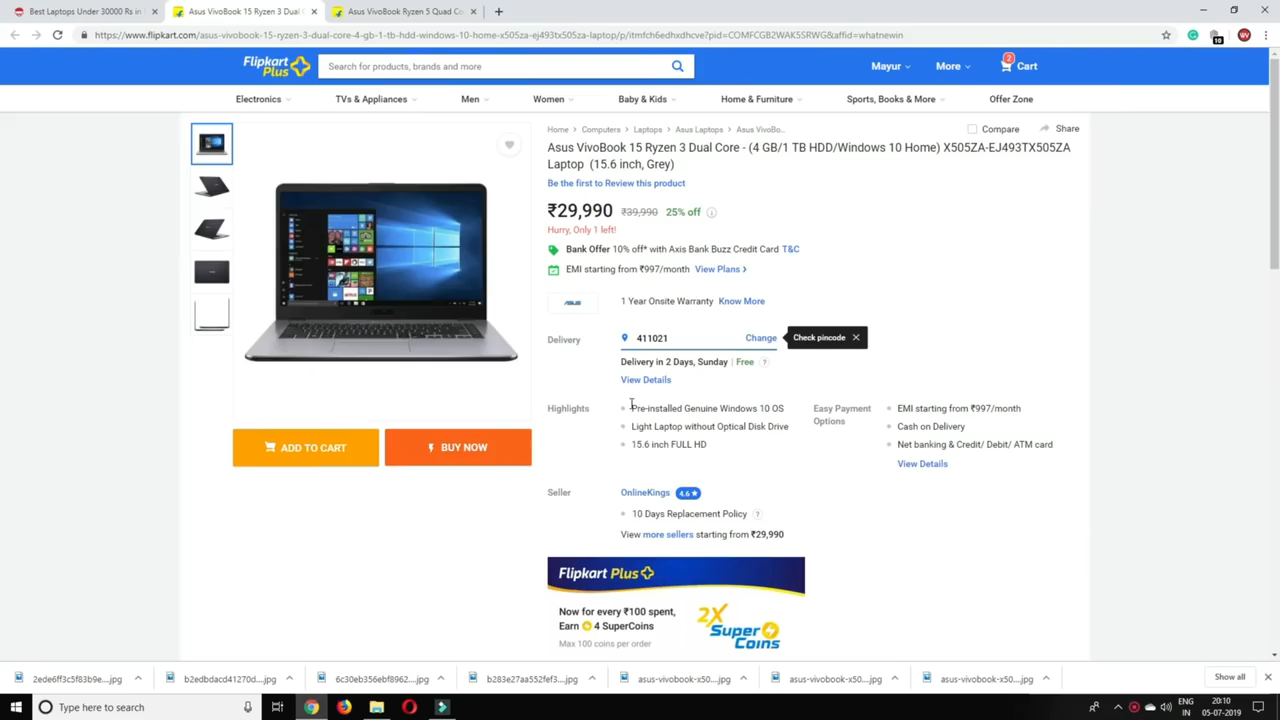 Best Laptops Under 30000 Rs in
Asus VivoBook 15 Ryzen 3 Dual
Asus VivoBook Ryzen 5 Quad Co
https://www.flipkart.com/asus-vivobook-15-ryzen-3-dual-core-4-gb-1-tb-hdd-windows-10-home-x505za-ej493tx505za-laptop/p/itmfch6edhxdhcve?pid=COMFCGB2WAK5SRWG&affid=whatnewin
Flipkart Plus
Search for products, brands and more
Mayur
More
2
Cart
Electronics
TVs & Appliances
Men
Women
Baby & Kids
Home & Furniture
Sports, Books & More
Offer Zone
Home > Computers > Laptops > Asus Laptops > Asus VivoBo...
Compare
Share
Asus VivoBook 15 Ryzen 3 Dual Core - (4 GB/1 TB HDD/Windows 10 Home) X505ZA-EJ493TX505ZA
Laptop (15.6 inch, Grey)
Be the first to Review this product
₹29,990 ₹39,990 25% off
Hurry, Only 1 left!
Bank Offer 10% off* with Axis Bank Buzz Credit Card T&C
EMI starting from ₹997/month View Plans >
ASUS
1 Year Onsite Warranty Know More
Delivery
411021
Change
Check pincode
Delivery in 2 Days, Sunday | Free ?
View Details
Highlights
Pre-installed Genuine Windows 10 OS
Light Laptop without Optical Disk Drive
15.6 inch FULL HD
Easy Payment
Options
EMI starting from ₹997/month
Cash on Delivery
Net banking & Credit/ Debit/ ATM card
View Details
ADD TO CART
BUY NOW
Seller
OnlineKings 4.6★
10 Days Replacement Policy ?
View more sellers starting from ₹29,990
Flipkart Plus
Now for every ₹100 spent,
Earn 4 SuperCoins
Max 100 coins per order
2X
Super
Coins
2ede6ff3c5f83b9e....jpg
b2edbdacd41270d....jpg
6c30eb356ebf8962....jpg
b283e27aa552fef3....jpg
asus-vivobook-x50....jpg
asus-vivobook-x50....jpg
asus-vivobook-x50....jpg
Show all
Type here to search
ENG
IN
20:10
05-07-2019